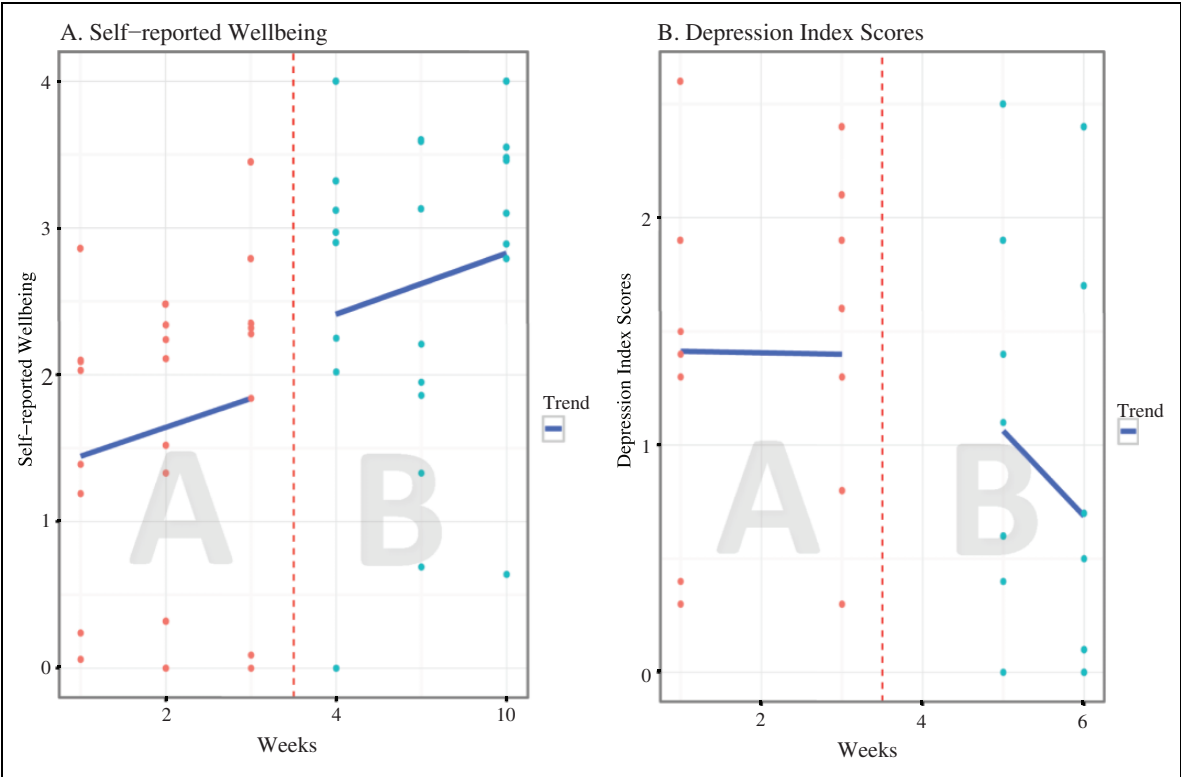 A. Self−reported Wellbeing
4
3
2
1
0
Self−reported Wellbeing
A
B
2
4
10
Weeks
Trend
B. Depression Index Scores
2
1
0
Depression Index Scores
A
B
2
4
6
Weeks
Trend